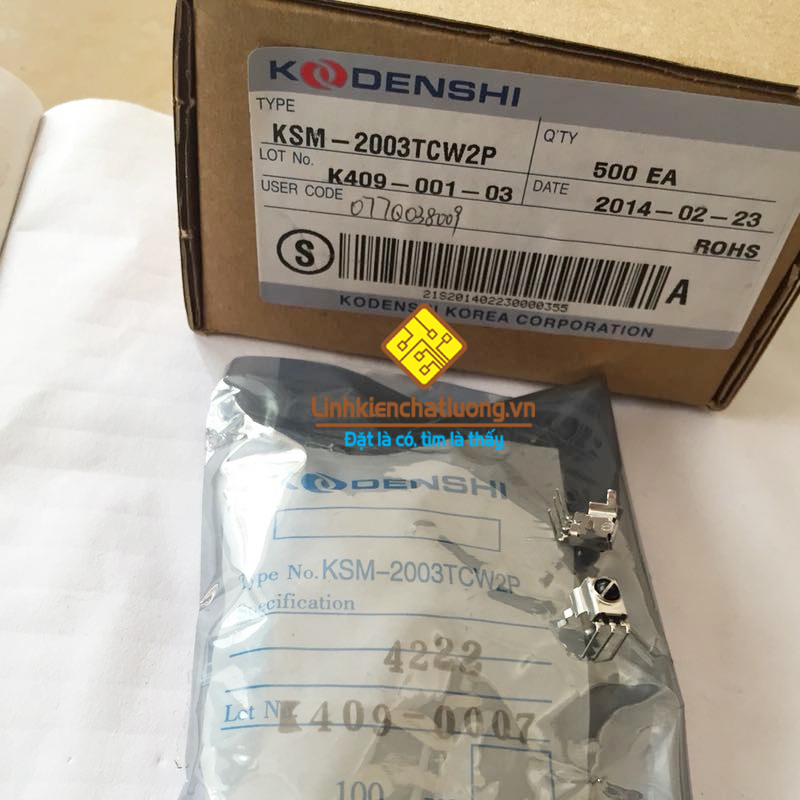 KODENSHI
TYPE KSM-2003TCW2P
Q'TY 500 EA
LOT No. K409-001-03
DATE 2014-02-23
USER CODE 077Q038009
ROHS
S
A
21S201402230000355
KODENSHI KOREA CORPORATION
Linhkienchatluong.vn
Đặt là có, tìm là thấy
KODENSHI
Type No. KSM-2003TCW2P
Specification
4222
Lot N K409-0007
100